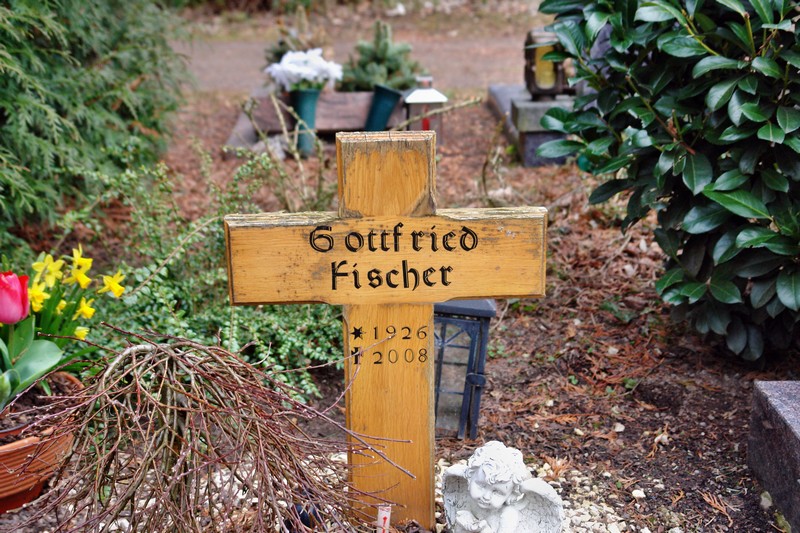 Gottfried
Fischer
* 1926
† 2008